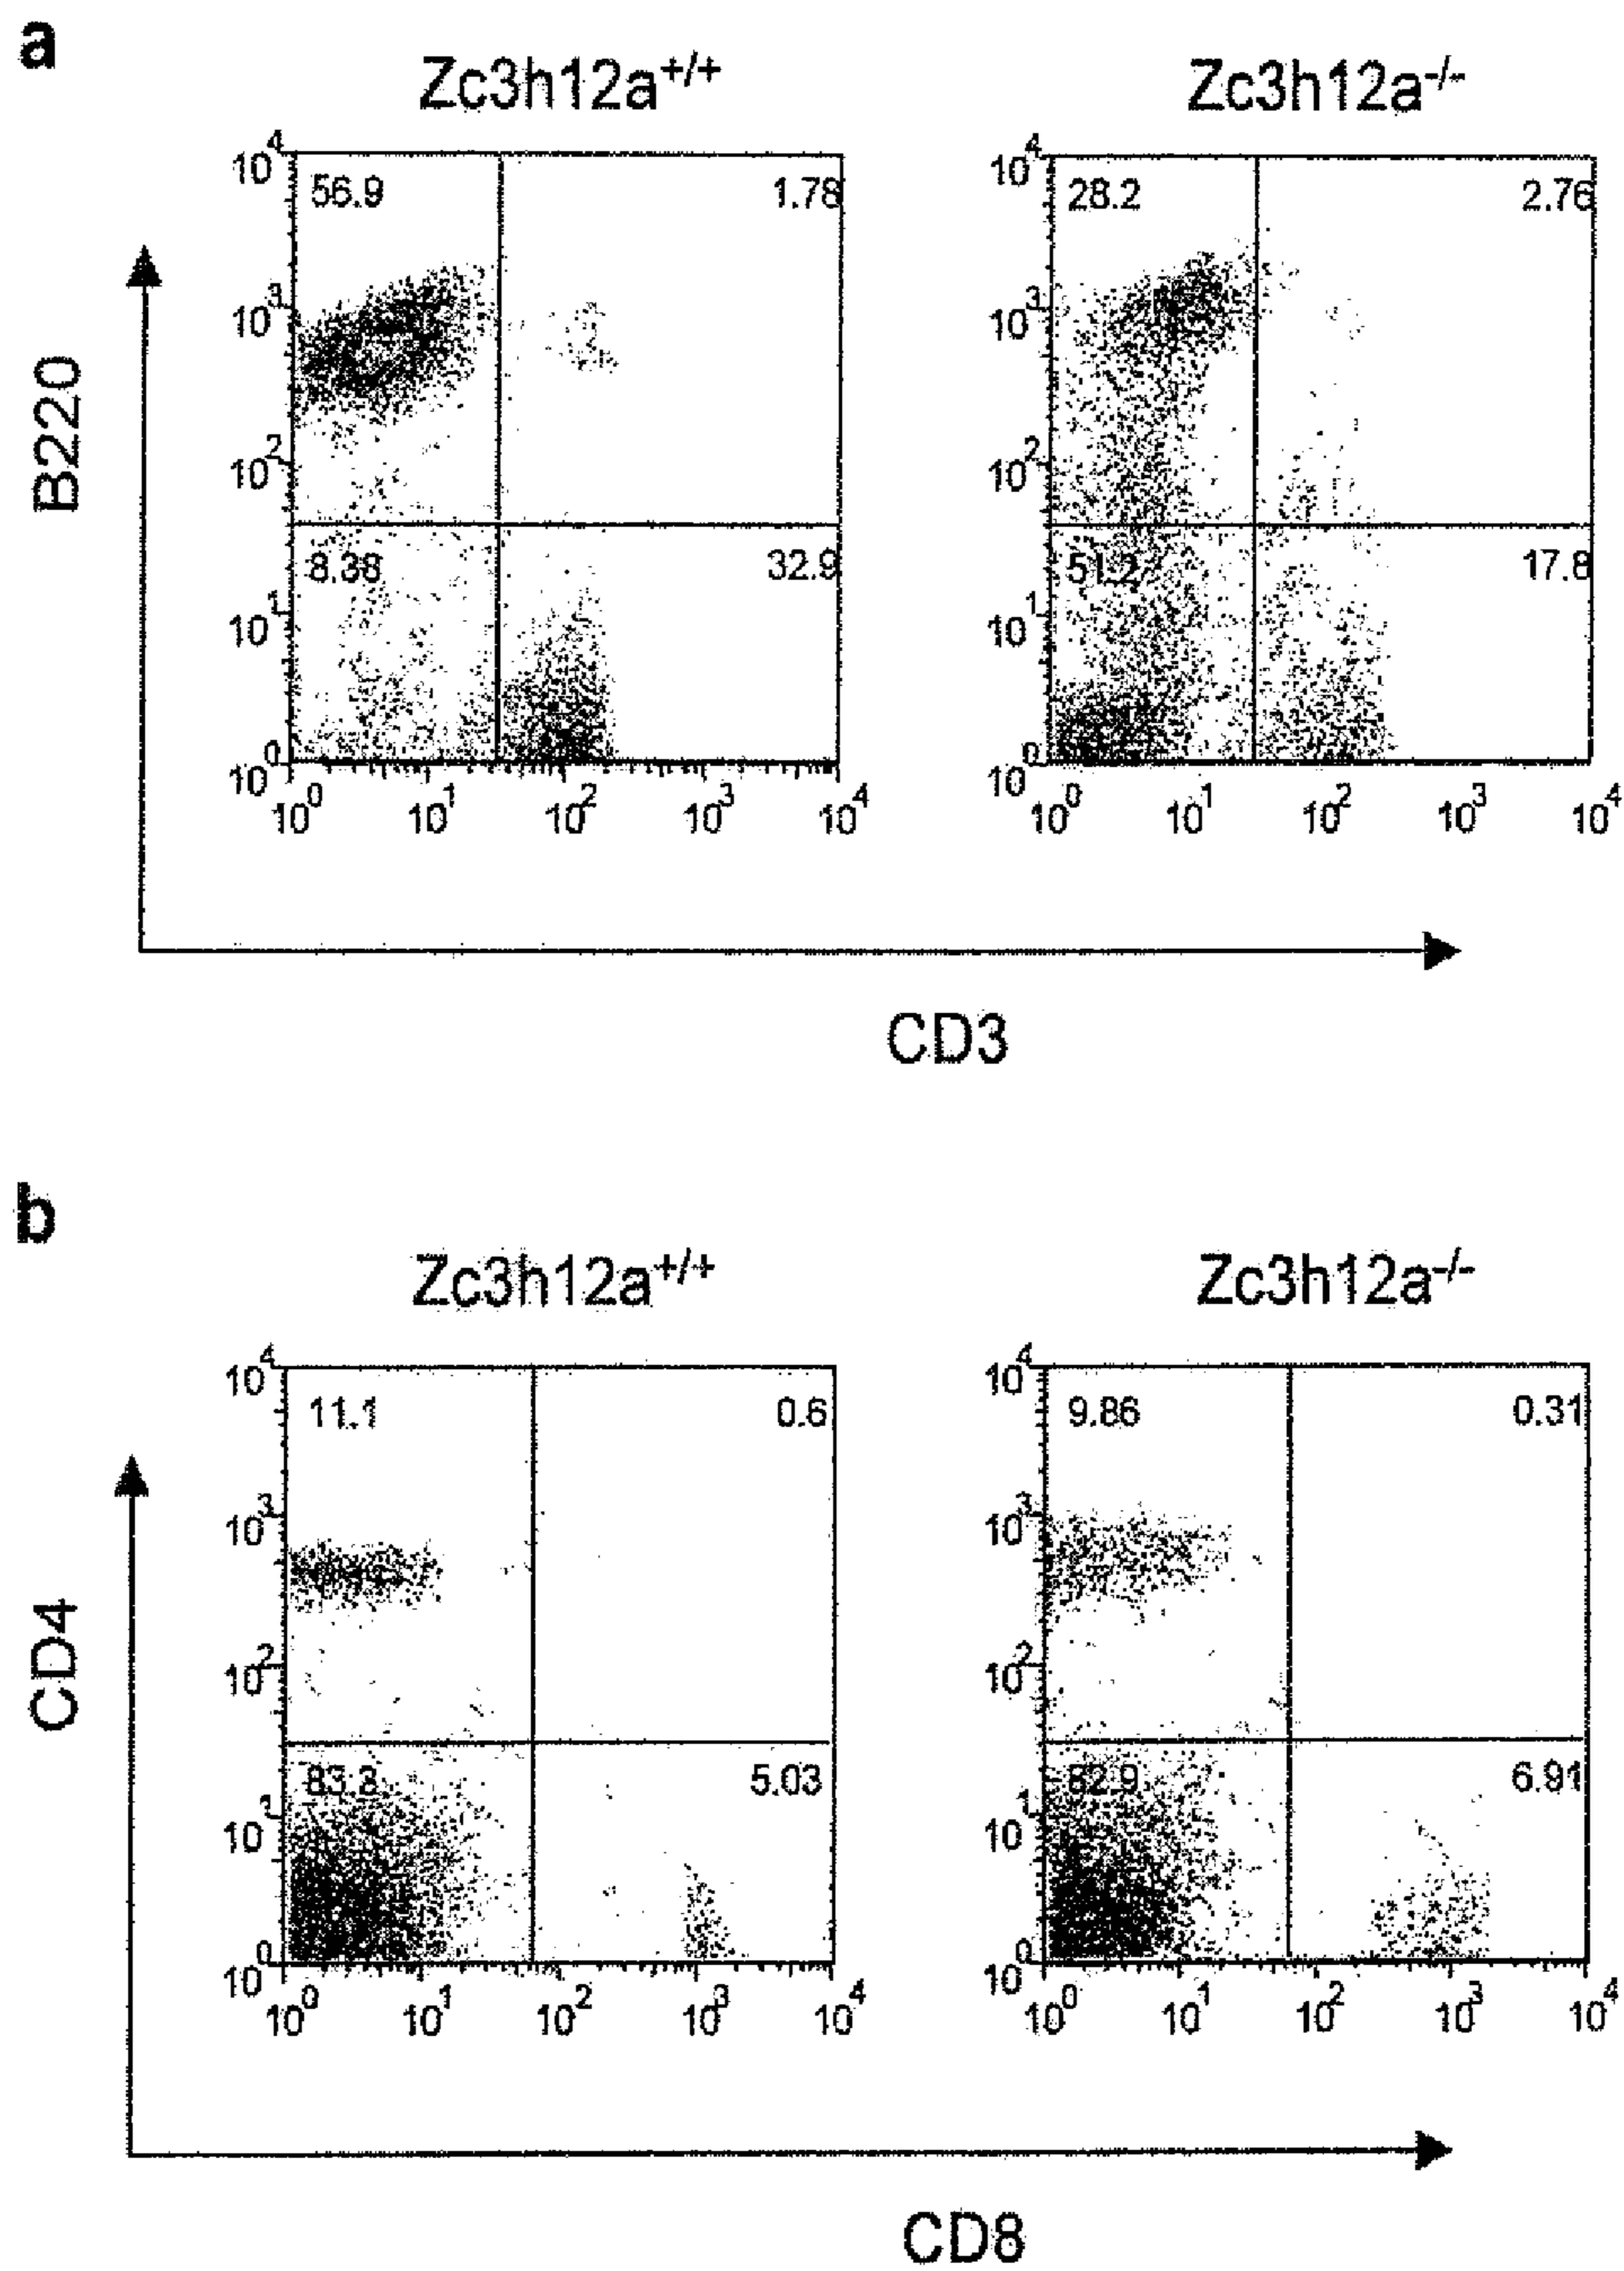 a
Zc3h12a+/+ Zc3h12a-/-
10^4 56.9 1.78 10^4 28.2 2.76
10^3 10^3
B220
10^2 10^2
8.38 32.9 51.2 17.8
10^1 10^1
10^0 10^0
10^0 10^1 10^2 10^3 10^4 10^0 10^1 10^2 10^3 10^4
CD3
b
Zc3h12a+/+ Zc3h12a-/-
10^4 11.1 0.6 10^4 9.86 0.31
10^3 10^3
CD4
10^2 10^2
5.03 82.9 6.91
10^1 10^1
10^0 10^0
10^0 10^1 10^2 10^3 10^4 10^0 10^1 10^2 10^3 10^4
CD8